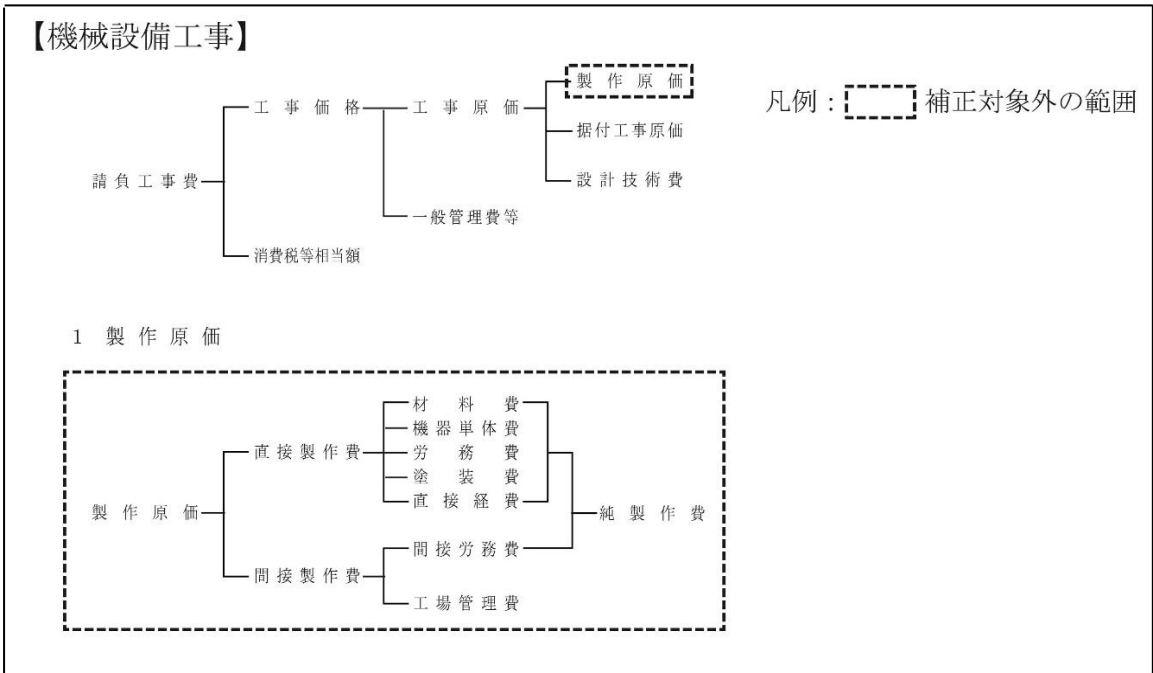 【機械設備工事】
製作原価
工事価格 工事原価
凡例： 補正対象外の範囲
据付工事原価
請負工事費
設計技術費
一般管理費等
消費税等相当額
1 製作原価
材料費
機器単体費
直接製作費 労務費
塗装費
直接経費
製作原価 純製作費
間接労務費
間接製作費
工場管理費